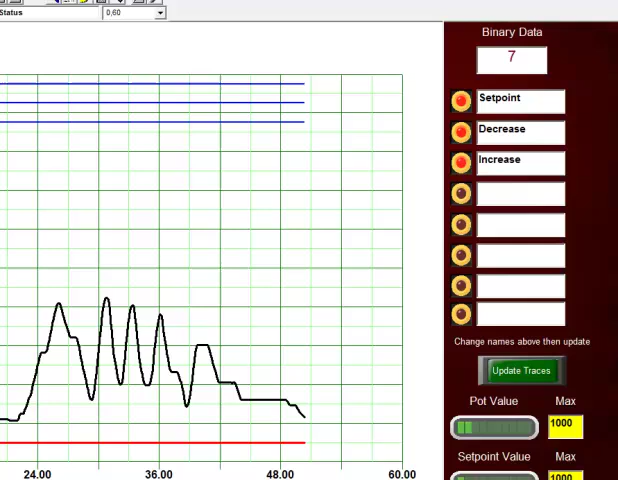 Status
0,60
Binary Data
7
Setpoint
Decrease
Increase
Change names above then update
Update Traces
Pot Value Max
1000
Setpoint Value Max
1000
24.00 36.00 48.00 60.00